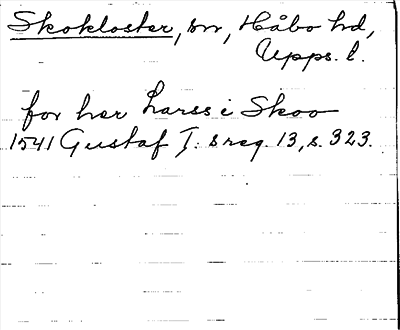 Skokloster, sn, Håbo hd,
Upps. l.
for her Larss i Skoo
1541 Gustaf I:s reg. 13, s. 323.